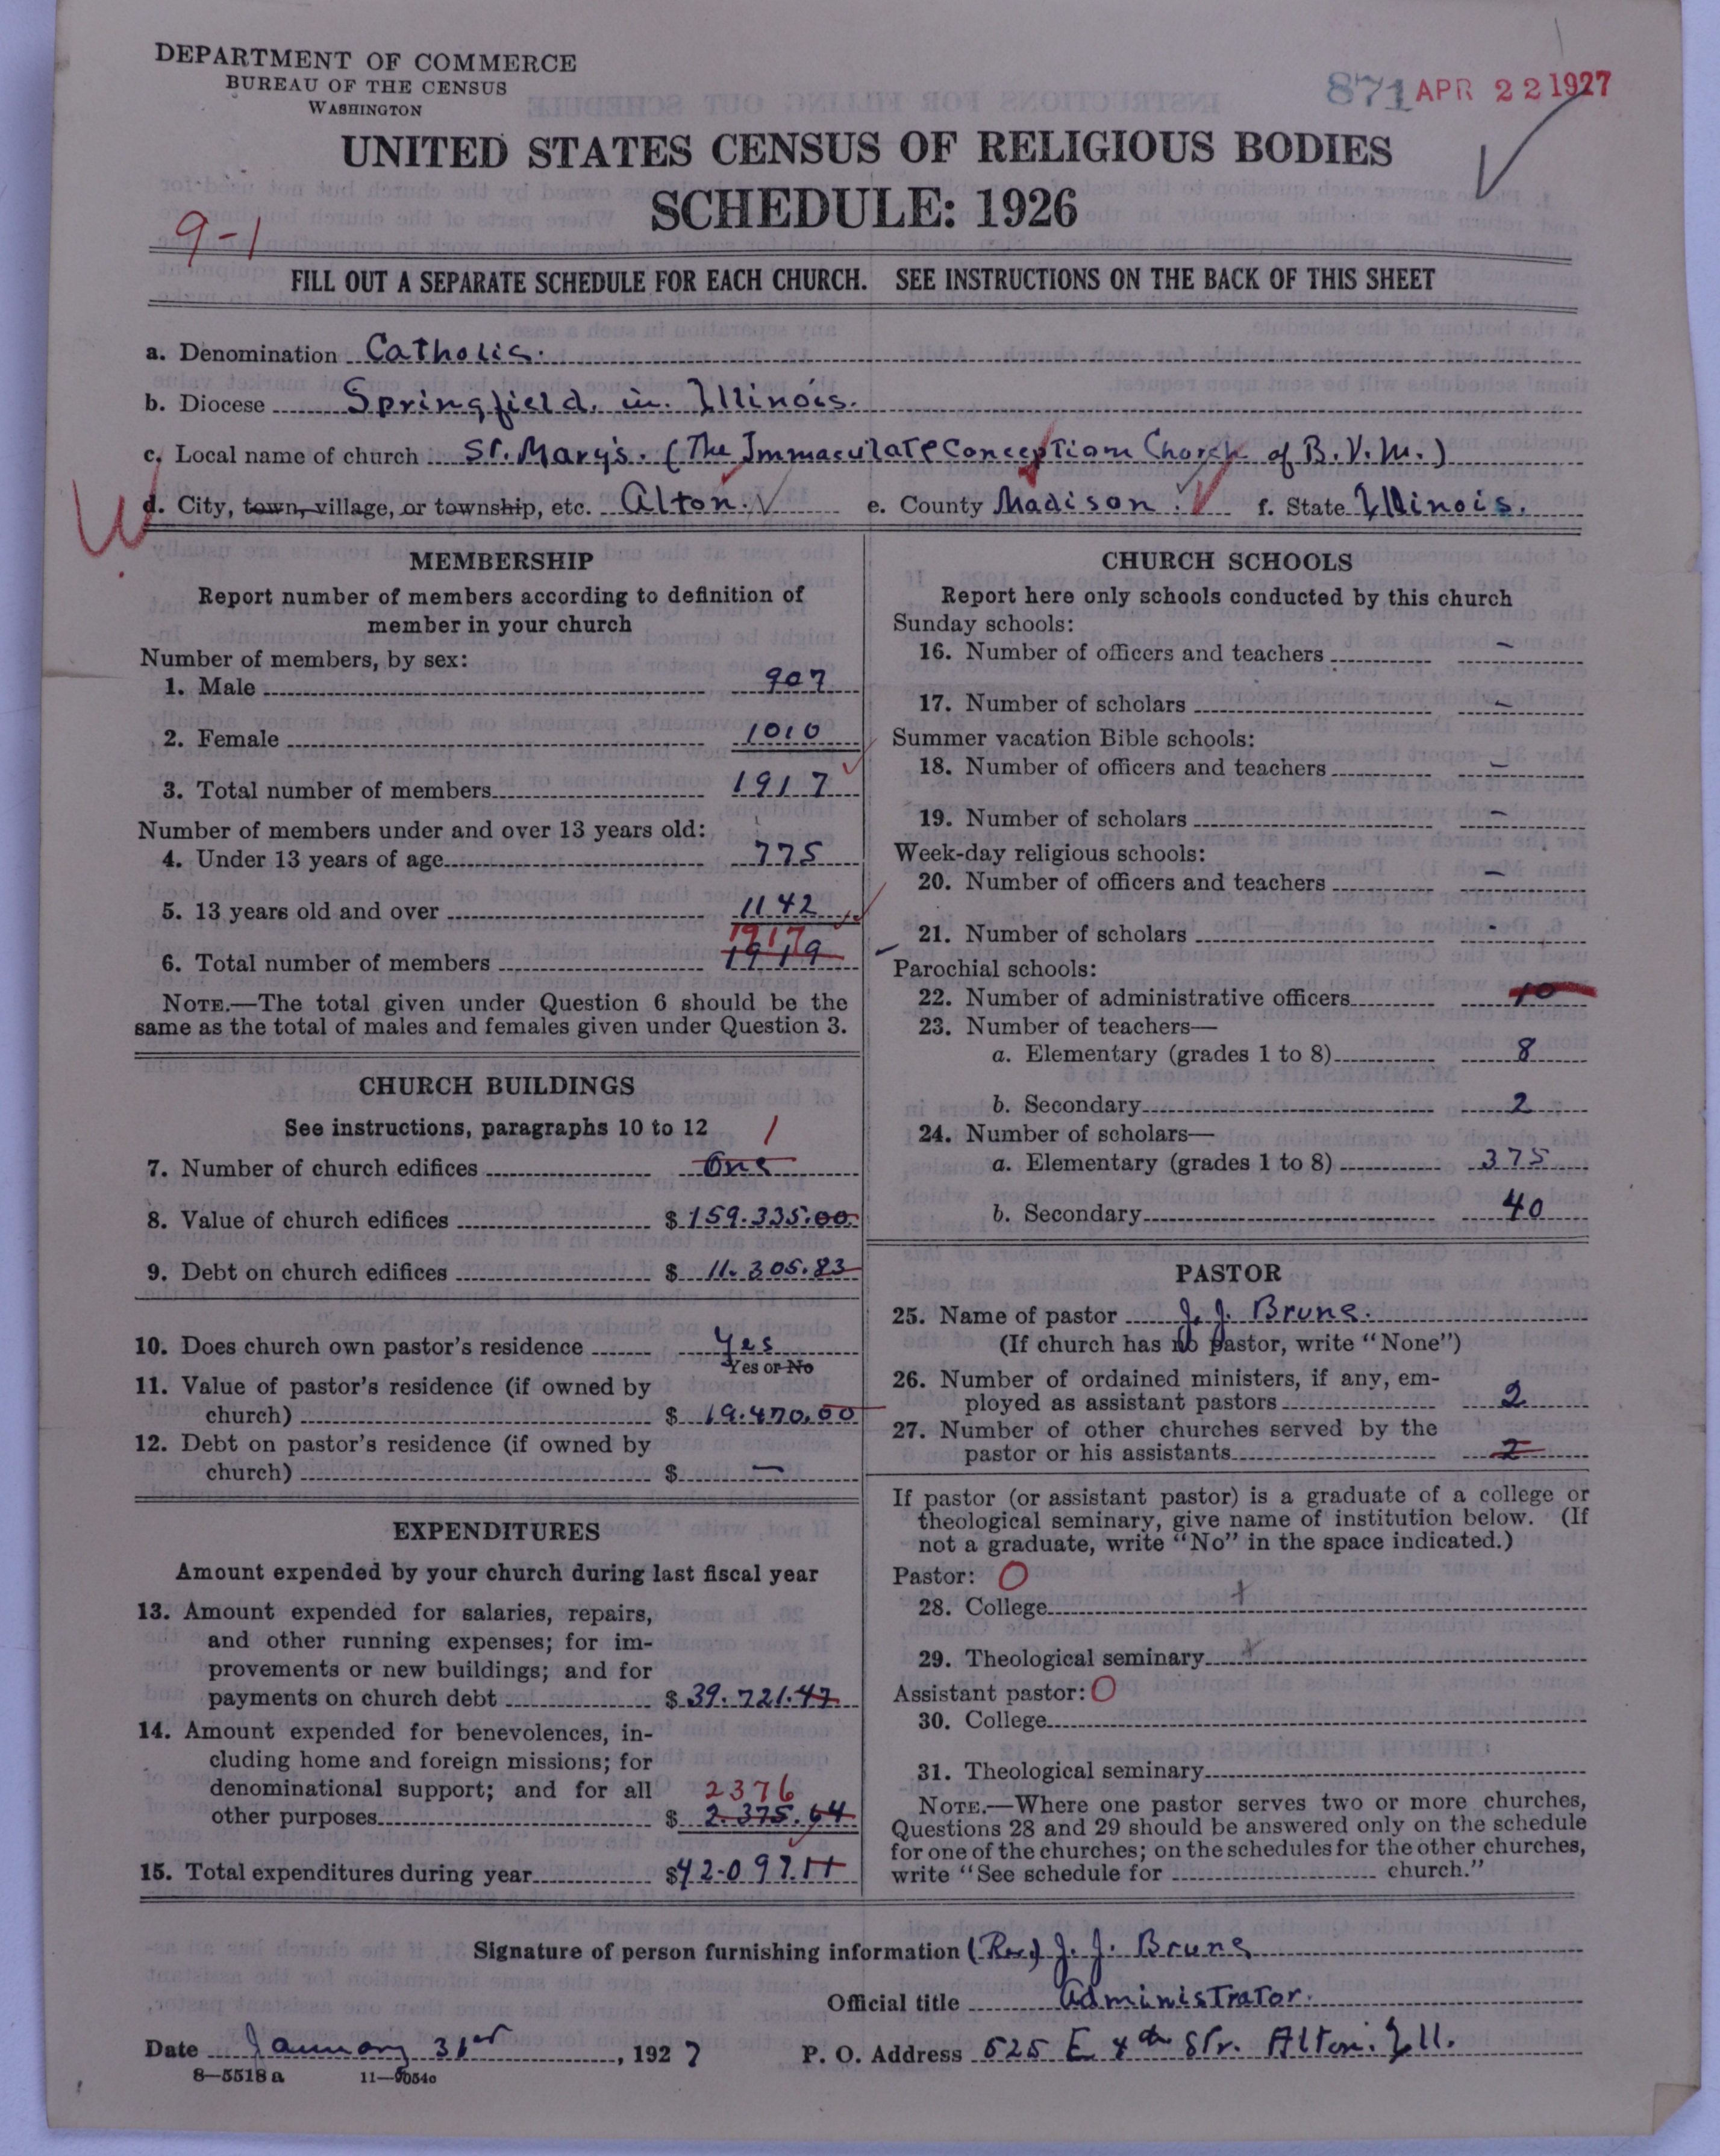 DEPARTMENT OF COMMERCE
BUREAU OF THE CENSUS
WASHINGTON
871 APR 22 1927
UNITED STATES CENSUS OF RELIGIOUS BODIES
SCHEDULE: 1926
9-1
FILL OUT A SEPARATE SCHEDULE FOR EACH CHURCH. SEE INSTRUCTIONS ON THE BACK OF THIS SHEET
a. Denomination Catholic.
b. Diocese Springfield, in Illinois.
c. Local name of church St. Mary's. (The Immaculate Conception Church of B.V.M.)
d. City, town, village, or township, etc. Alton. e. County Madison. f. State Illinois.
MEMBERSHIP
Report number of members according to definition of
member in your church
Number of members, by sex:
1. Male 907
2. Female 1010
3. Total number of members 1917
Number of members under and over 13 years old:
4. Under 13 years of age 775
5. 13 years old and over 1142
1917
6. Total number of members 1919
NOTE.—The total given under Question 6 should be the
same as the total of males and females given under Question 3.
CHURCH BUILDINGS
See instructions, paragraphs 10 to 12 1
7. Number of church edifices One
8. Value of church edifices $ 159.335.00
9. Debt on church edifices $ 11.305.83
10. Does church own pastor's residence Yes
Yes or No
11. Value of pastor's residence (if owned by
church) $ 19.470.00
12. Debt on pastor's residence (if owned by
church) $ —
EXPENDITURES
Amount expended by your church during last fiscal year
13. Amount expended for salaries, repairs,
and other running expenses; for im-
provements or new buildings; and for
payments on church debt $ 39.721.47
14. Amount expended for benevolences, in-
cluding home and foreign missions; for
denominational support; and for all 2376
other purposes $ 2.375.64
15. Total expenditures during year $42-097.11
CHURCH SCHOOLS
Report here only schools conducted by this church
Sunday schools:
16. Number of officers and teachers –
17. Number of scholars –
Summer vacation Bible schools:
18. Number of officers and teachers –
19. Number of scholars –
Week-day religious schools:
20. Number of officers and teachers –
21. Number of scholars -
Parochial schools:
22. Number of administrative officers 10
23. Number of teachers—
a. Elementary (grades 1 to 8) 8
b. Secondary 2
24. Number of scholars—
a. Elementary (grades 1 to 8) 375
b. Secondary 40
PASTOR
25. Name of pastor J. J. Brune.
(If church has no pastor, write "None")
26. Number of ordained ministers, if any, em-
ployed as assistant pastors 2
27. Number of other churches served by the
pastor or his assistants 2
If pastor (or assistant pastor) is a graduate of a college or
theological seminary, give name of institution below. (If
not a graduate, write "No" in the space indicated.)
Pastor: O
28. College +
29. Theological seminary +
Assistant pastor: O
30. College
31. Theological seminary
NOTE.—Where one pastor serves two or more churches,
Questions 28 and 29 should be answered only on the schedule
for one of the churches; on the schedules for the other churches,
write "See schedule for church."
Signature of person furnishing information (Rev.) J. J. Brune
Official title Administrator.
Date January 31st, 1927 P. O. Address 525 E 4th Str. Alton. Ill.
8—5518 a 11—9054c